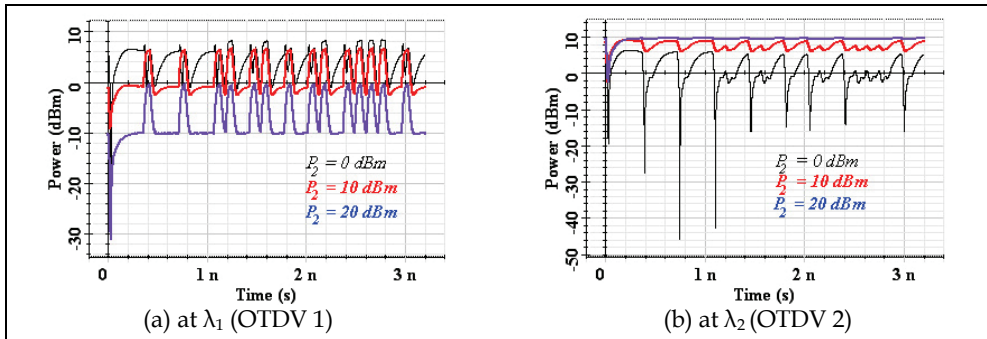 10
0
-10
-20
-30
Power (dBm)
P2 = 0 dBm
P2 = 10 dBm
P2 = 20 dBm
0 1 n 2 n 3 n
Time (s)
(a) at λ1 (OTDV 1)
10
0
-10
-20
-30
-40
-50
Power (dBm)
P2 = 0 dBm
P2 = 10 dBm
P2 = 20 dBm
0 1 n 2 n 3 n
Time (s)
(b) at λ2 (OTDV 2)